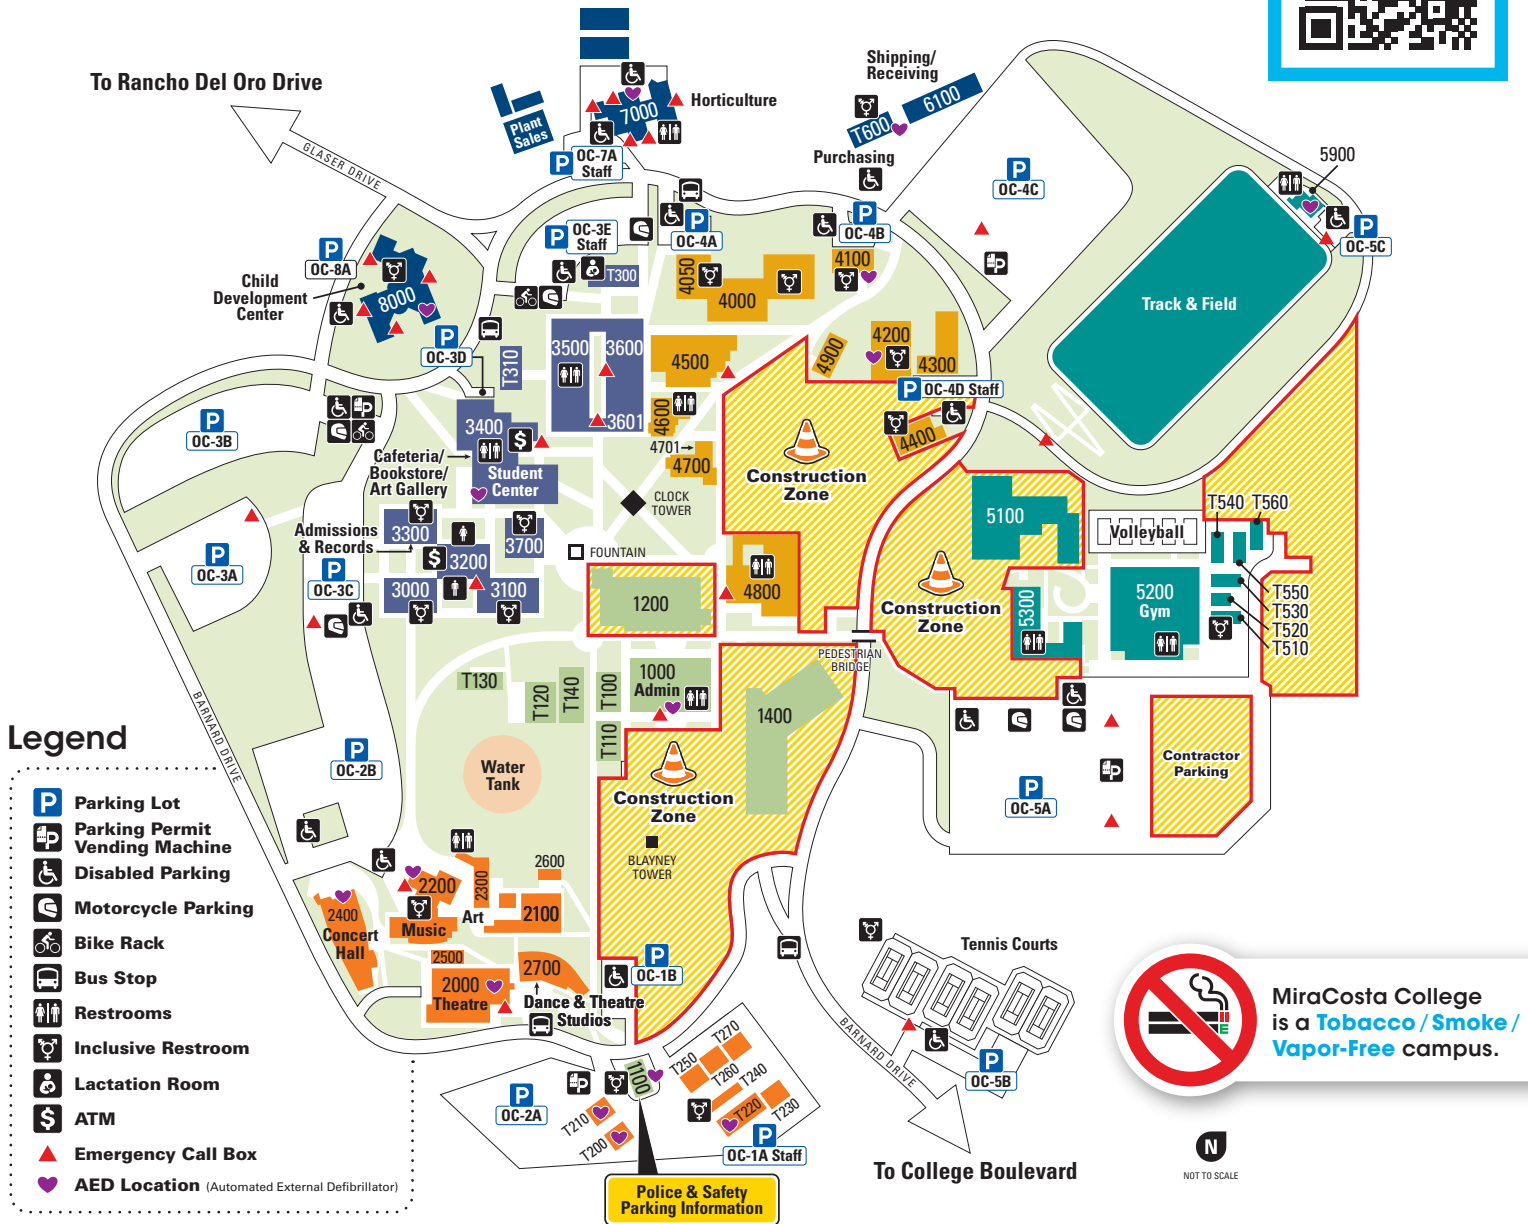 To Rancho Del Oro Drive
GLASER DRIVE
Plant
Sales
7000
Horticulture
P OC-7A
Staff
Shipping/
Receiving
6100
T600
Purchasing
P
OC-4C
5900
P
OC-5C
Track & Field
P
OC-8A
Child
Development
Center
8000
P OC-3E
Staff
T300
P
OC-4A
P
OC-4B
4100
4050
4000
P
OC-3D
T310
3500
3600
3601
4500
4900
4200
4300
P OC-4D Staff
4400
4600
4701
4700
P
OC-3B
3400
$
Cafeteria/
Bookstore/
Art Gallery
Student
Center
CLOCK
TOWER
Construction
Zone
5100
Volleyball
T540
T560
T550
T530
T520
T510
Admissions
& Records
3300
3200
$
3700
3000
3100
FOUNTAIN
P
OC-3A
P
OC-3C
1200
4800
Construction
Zone
5300
5200
Gym
PEDESTRIAN
BRIDGE
BARNARD DRIVE
T130
T120
T140
T100
T110
1000
Admin
1400
P
OC-2B
Water
Tank
Construction
Zone
BLAYNEY
TOWER
P
OC-5A
Contractor
Parking
Legend
P Parking Lot
P Parking Permit
Vending Machine
Disabled Parking
Motorcycle Parking
Bike Rack
Bus Stop
Restrooms
Inclusive Restroom
Lactation Room
$ ATM
Emergency Call Box
AED Location (Automated External Defibrillator)
2400
Concert
Hall
2200
Music
Art
2300
2600
2100
2500
2000
Theatre
2700
Dance & Theatre
Studios
P
OC-1B
P
OC-2A
1100
T210
T200
T250
T270
T260
T240
T220
T230
P
OC-1A Staff
Police & Safety
Parking Information
Tennis Courts
P
OC-5B
BARNARD DRIVE
To College Boulevard
N
NOT TO SCALE
E
MiraCosta College
is a Tobacco/Smoke/
Vapor-Free campus.